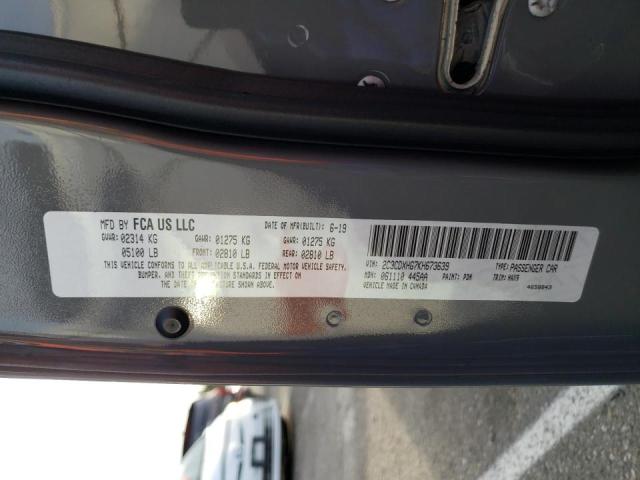 MFD BY FCA US LLC DATE OF MFR(BUILT): 6-19
GVWR: 02314 KG GAWR: 01275 KG GAWR: 01275 KG
05100 LB FRONT: 02810 LB REAR: 02810 LB
THIS VEHICLE CONFORMS TO ALL APPLICABLE U.S.FEDERAL MOTOR VEHICLE SAFETY,
BUMPER, AND THEFT PREVENTION STANDARDS IN EFFECT
ON THE DATE OF MANUFACTURE SHOWN ABOVE.
VIN: 2C3CDXHG7KH673639 TYPE: PASSENGER CAR
MDH: 061110 445AA PAINT: PDN TRIM: HAX9
VEHICLE MADE IN CANADA